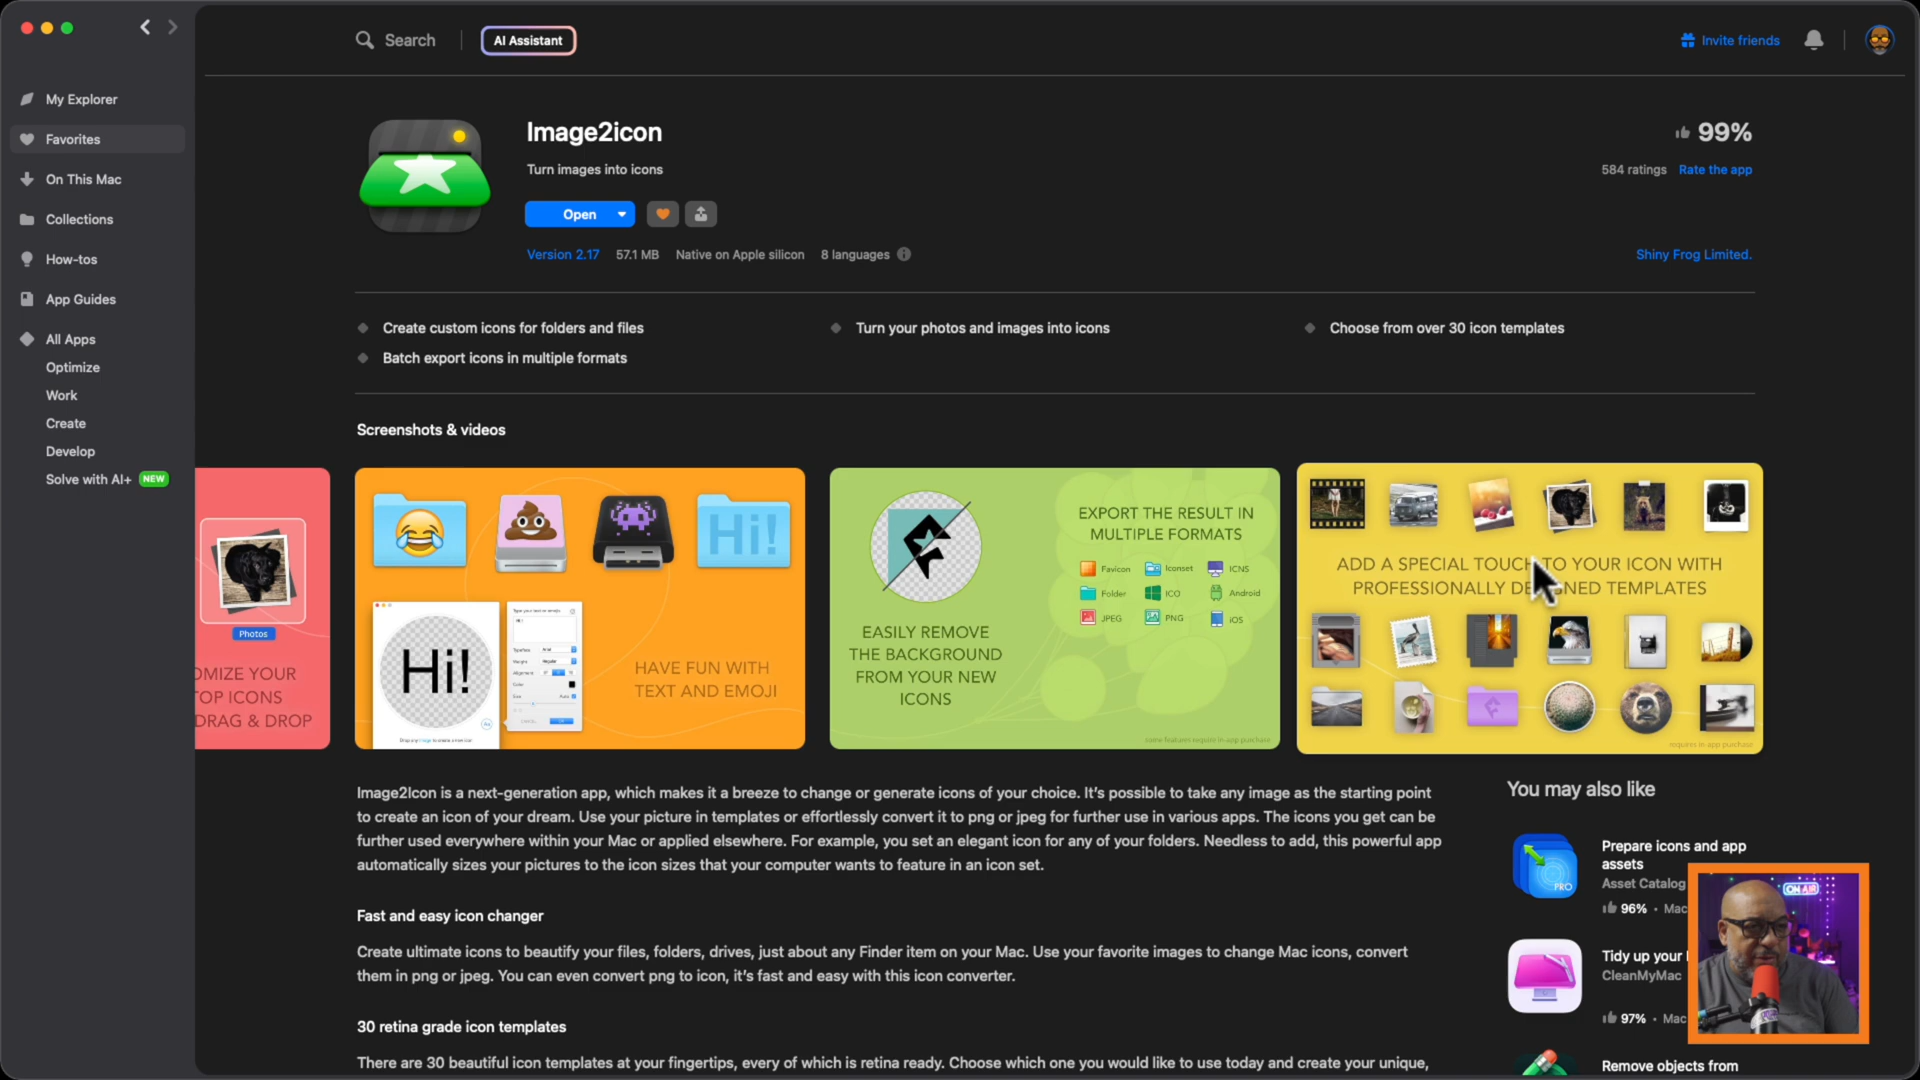 Search
AI Assistant
Invite friends
My Explorer
Favorites
On This Mac
Collections
How-tos
App Guides
All Apps
Optimize
Work
Create
Develop
Solve with AI+ NEW
Image2icon
Turn images into icons
99%
584 ratings Rate the app
Open
Version 2.17 57.1 MB Native on Apple silicon 8 languages
Shiny Frog Limited.
Create custom icons for folders and files
Turn your photos and images into icons
Choose from over 30 icon templates
Batch export icons in multiple formats
Screenshots & videos
Photos
OMIZE YOUR
TOP ICONS
DRAG & DROP
Hi!
Hi!
HAVE FUN WITH
TEXT AND EMOJI
EASILY REMOVE
THE BACKGROUND
FROM YOUR NEW
ICONS
EXPORT THE RESULT IN
MULTIPLE FORMATS
Favicon Iconset ICNS
Folder ICO Android
JPEG PNG iOS
some features require in-app purchase
ADD A SPECIAL TOUCH TO YOUR ICON WITH
PROFESSIONALLY DESIGNED TEMPLATES
requires in-app purchase
Image2Icon is a next-generation app, which makes it a breeze to change or generate icons of your choice. It's possible to take any image as the starting point
to create an icon of your dream. Use your picture in templates or effortlessly convert it to png or jpeg for further use in various apps. The icons you get can be
further used everywhere within your Mac or applied elsewhere. For example, you set an elegant icon for any of your folders. Needless to add, this powerful app
automatically sizes your pictures to the icon sizes that your computer wants to feature in an icon set.
Fast and easy icon changer
Create ultimate icons to beautify your files, folders, drives, just about any Finder item on your Mac. Use your favorite images to change Mac icons, convert
them in png or jpeg. You can even convert png to icon, it's fast and easy with this icon converter.
30 retina grade icon templates
There are 30 beautiful icon templates at your fingertips, every of which is retina ready. Choose which one you would like to use today and create your unique,
You may also like
Prepare icons and app
assets
Asset Catalog
96% • Mac
PRO
Tidy up your
CleanMyMac
97% • Mac
Remove objects from
ON AIR